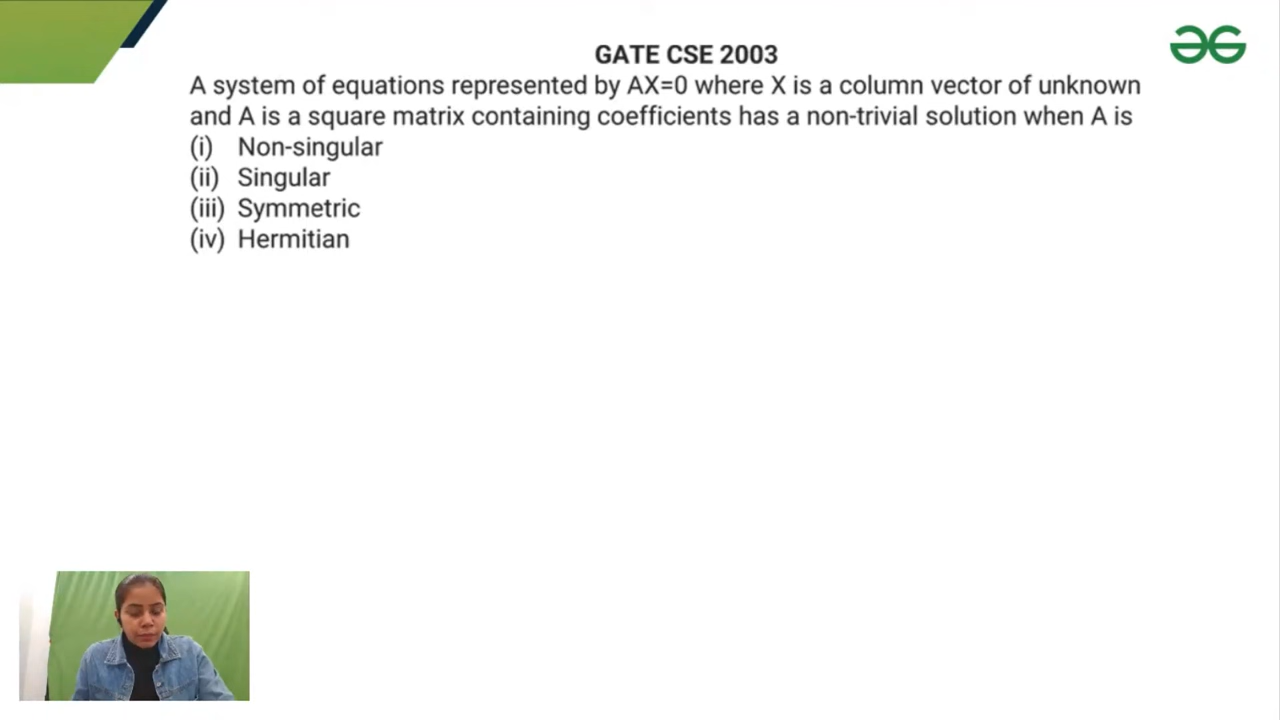 GATE CSE 2003
A system of equations represented by AX=0 where X is a column vector of unknown
and A is a square matrix containing coefficients has a non-trivial solution when A is
(i) Non-singular
(ii) Singular
(iii) Symmetric
(iv) Hermitian